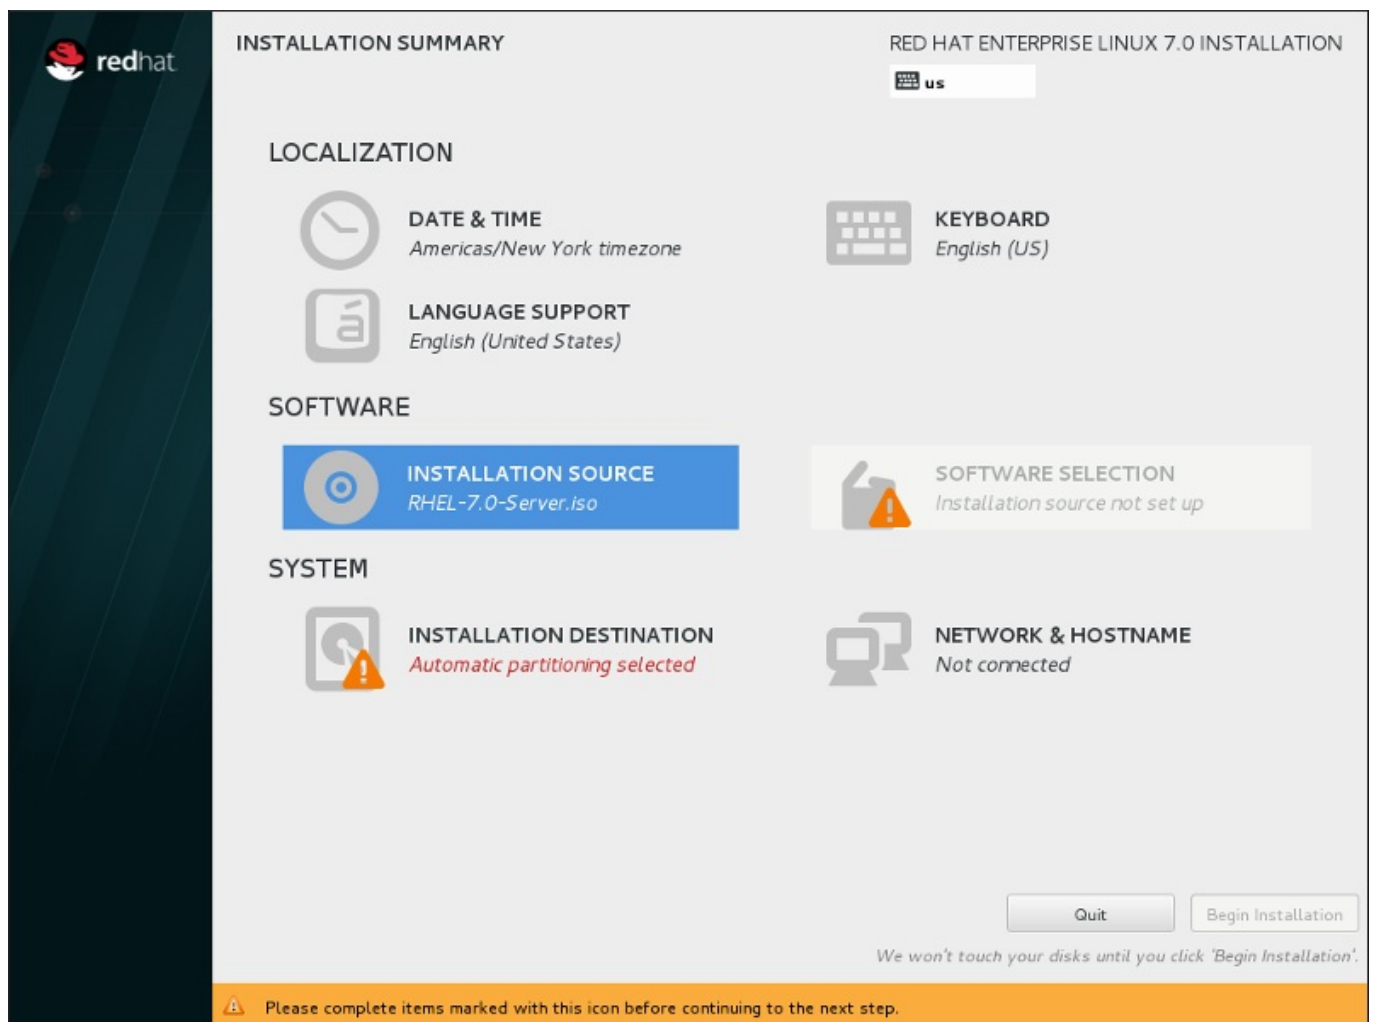 redhat.
INSTALLATION SUMMARY
RED HAT ENTERPRISE LINUX 7.0 INSTALLATION
us
LOCALIZATION
DATE & TIME
Americas/New York timezone
KEYBOARD
English (US)
á
LANGUAGE SUPPORT
English (United States)
SOFTWARE
INSTALLATION SOURCE
RHEL-7.0-Server.iso
SOFTWARE SELECTION
Installation source not set up
SYSTEM
INSTALLATION DESTINATION
Automatic partitioning selected
NETWORK & HOSTNAME
Not connected
Quit
Begin Installation
We won't touch your disks until you click 'Begin Installation'.
Please complete items marked with this icon before continuing to the next step.